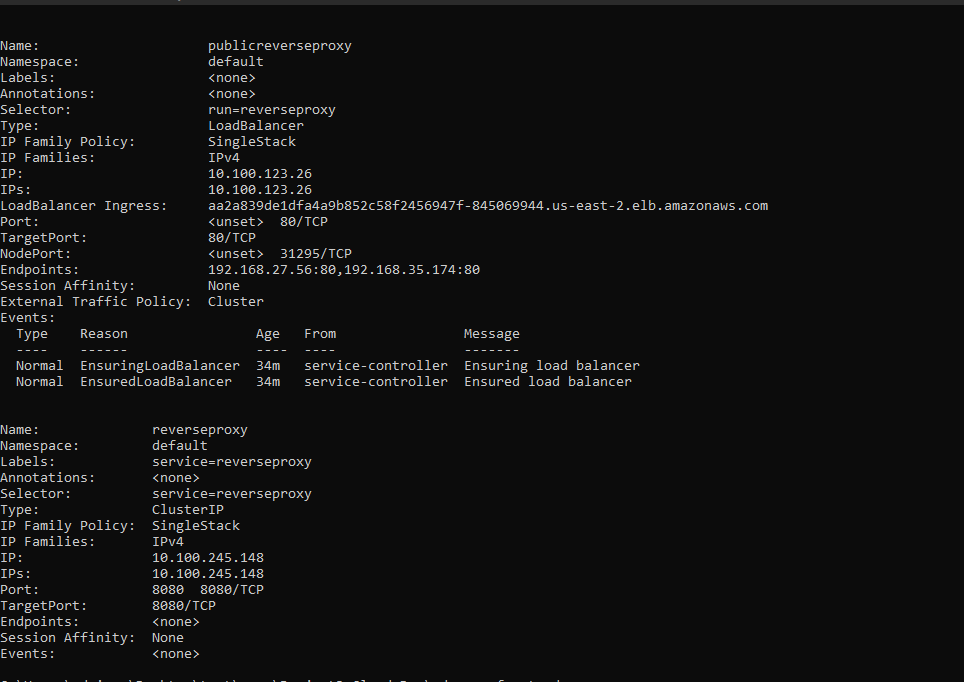 Name: publicreverseproxy
Namespace: default
Labels: <none>
Annotations: <none>
Selector: run=reverseproxy
Type: LoadBalancer
IP Family Policy: SingleStack
IP Families: IPv4
IP: 10.100.123.26
IPs: 10.100.123.26
LoadBalancer Ingress: aa2a839de1dfa4a9b852c58f2456947f-845069944.us-east-2.elb.amazonaws.com
Port: <unset> 80/TCP
TargetPort: 80/TCP
NodePort: <unset> 31295/TCP
Endpoints: 192.168.27.56:80,192.168.35.174:80
Session Affinity: None
External Traffic Policy: Cluster
Events:
Type Reason Age From Message
---- ------ ---- ---- -------
Normal EnsuringLoadBalancer 34m service-controller Ensuring load balancer
Normal EnsuredLoadBalancer 34m service-controller Ensured load balancer
Name: reverseproxy
Namespace: default
Labels: service=reverseproxy
Annotations: <none>
Selector: service=reverseproxy
Type: ClusterIP
IP Family Policy: SingleStack
IP Families: IPv4
IP: 10.100.245.148
IPs: 10.100.245.148
Port: 8080 8080/TCP
TargetPort: 8080/TCP
Endpoints: <none>
Session Affinity: None
Events: <none>